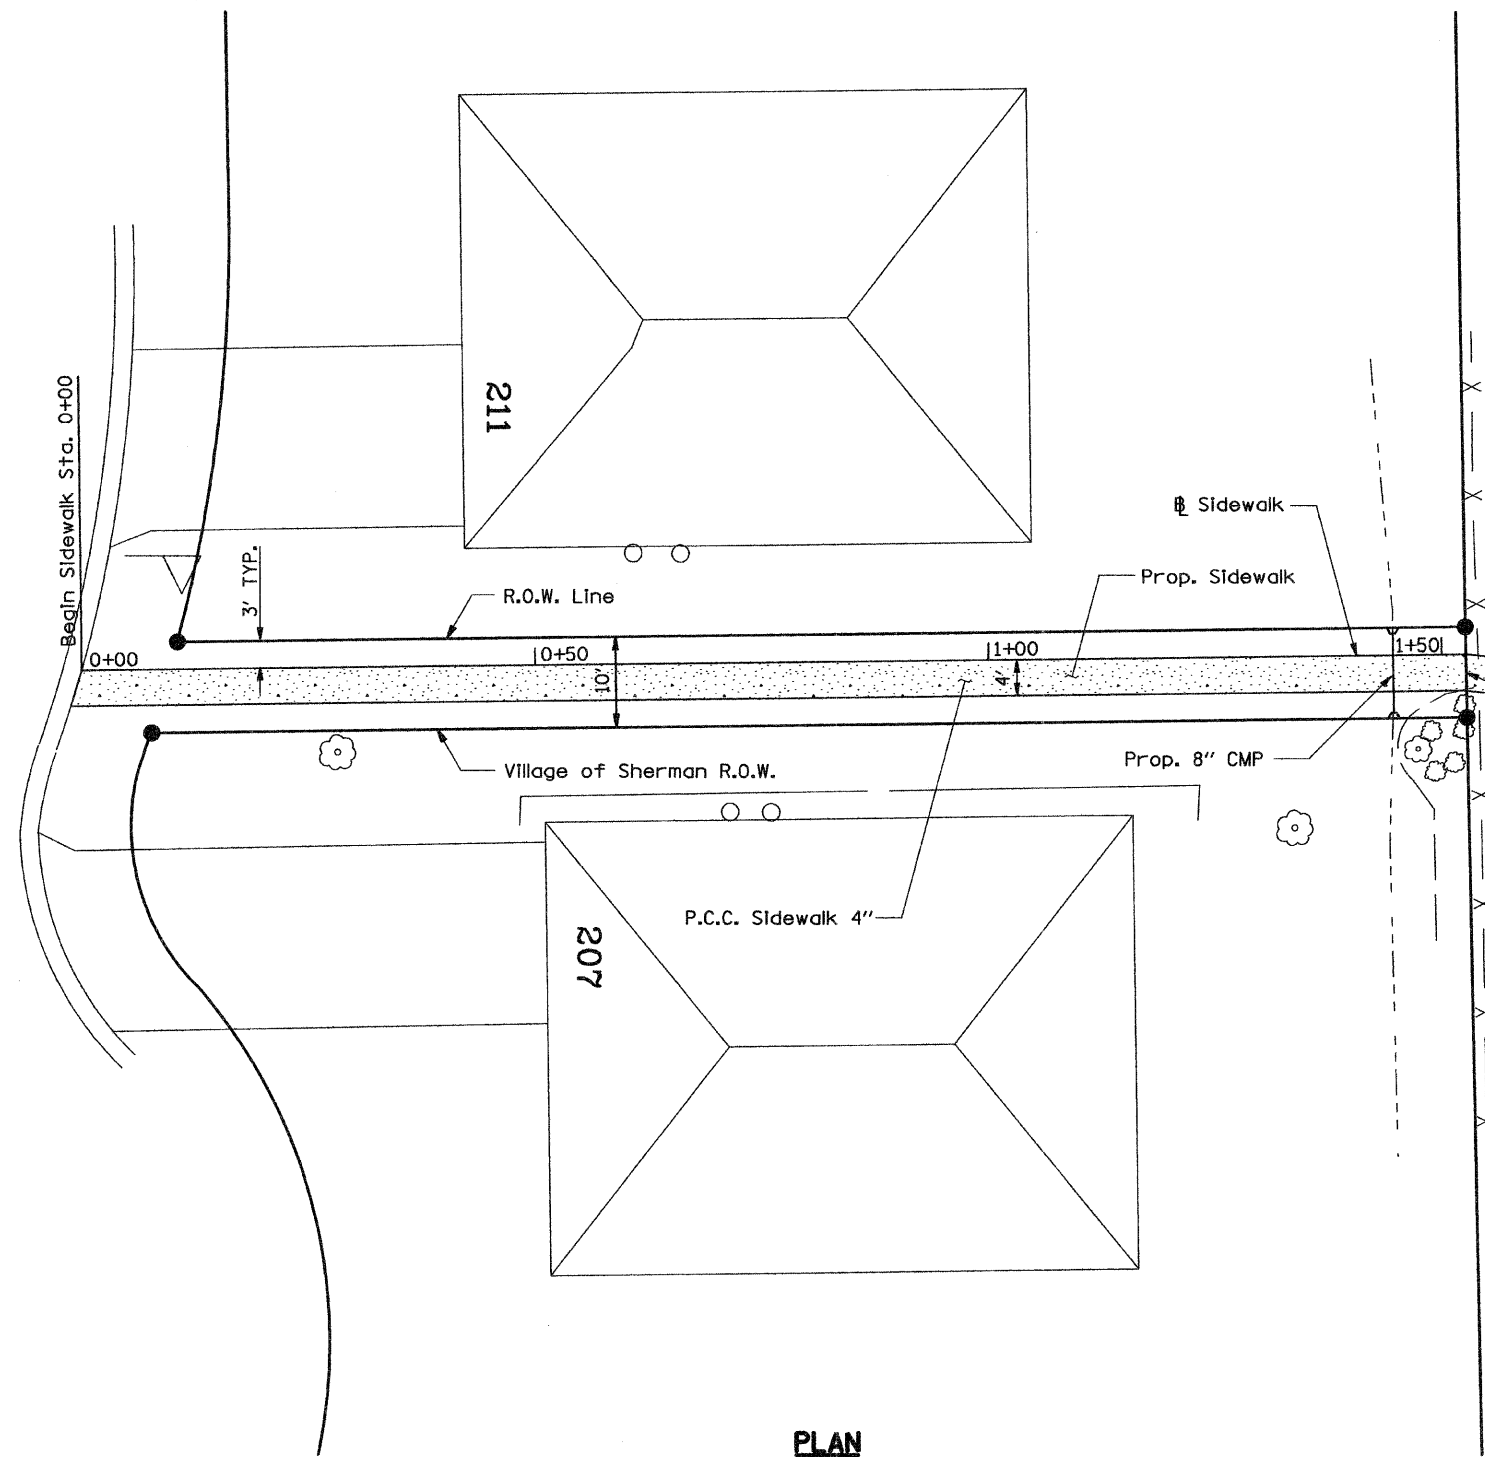 211
Begin Sidewalk Sta. 0+00
3' TYP.
R.O.W. Line
℄ Sidewalk
Prop. Sidewalk
0+00
0+50
1+00
1+50
10'
4'
Village of Sherman R.O.W.
Prop. 8" CMP
P.C.C. Sidewalk 4"
207
PLAN